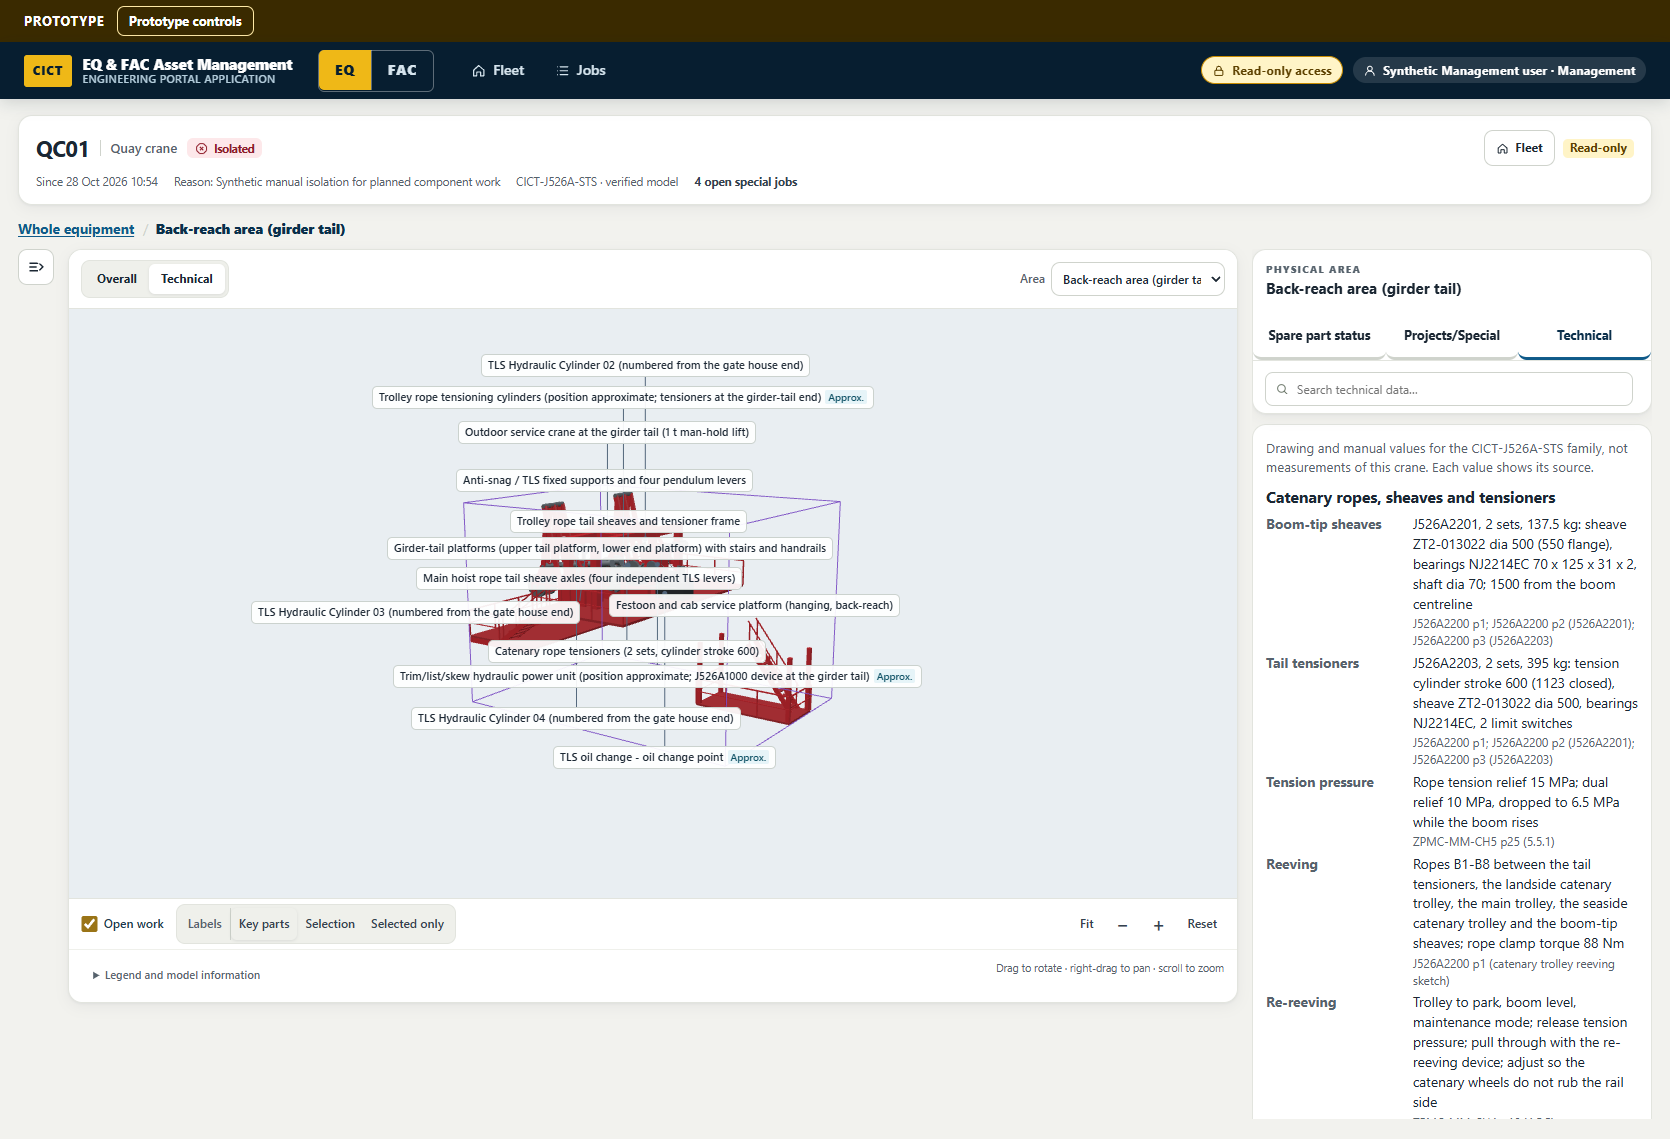 PROTOTYPE
Prototype controls
CICT
EQ & FAC Asset Management
ENGINEERING PORTAL APPLICATION
EQ
FAC
Fleet
Jobs
Read-only access
Synthetic Management user · Management
QC01
Quay crane
Isolated
Fleet
Read-only
Since 28 Oct 2026 10:54
Reason: Synthetic manual isolation for planned component work
CICT-J526A-STS · verified model
4 open special jobs
Whole equipment / Back-reach area (girder tail)
Overall
Technical
Area
Back-reach area (girder ta
TLS Hydraulic Cylinder 02 (numbered from the gate house end)
Trolley rope tensioning cylinders (position approximate; tensioners at the girder-tail end) Approx.
Outdoor service crane at the girder tail (1 t man-hold lift)
Anti-snag / TLS fixed supports and four pendulum levers
Trolley rope tail sheaves and tensioner frame
Girder-tail platforms (upper tail platform, lower end platform) with stairs and handrails
Main hoist rope tail sheave axles (four independent TLS levers)
TLS Hydraulic Cylinder 03 (numbered from the gate house end)
Festoon and cab service platform (hanging, back-reach)
Catenary rope tensioners (2 sets, cylinder stroke 600)
Trim/list/skew hydraulic power unit (position approximate; J526A1000 device at the girder tail) Approx.
TLS Hydraulic Cylinder 04 (numbered from the gate house end)
TLS oil change - oil change point Approx.
Open work
Labels
Key parts
Selection
Selected only
Fit
−
+
Reset
Legend and model information
Drag to rotate · right-drag to pan · scroll to zoom
PHYSICAL AREA
Back-reach area (girder tail)
Spare part status
Projects/Special
Technical
Search technical data...
Drawing and manual values for the CICT-J526A-STS family, not
measurements of this crane. Each value shows its source.
Catenary ropes, sheaves and tensioners
Boom-tip sheaves
J526A2201, 2 sets, 137.5 kg: sheave
ZT2-013022 dia 500 (550 flange),
bearings NJ2214EC 70 x 125 x 31 x 2,
shaft dia 70; 1500 from the boom
centreline
J526A2200 p1; J526A2200 p2 (J526A2201);
J526A2200 p3 (J526A2203)
Tail tensioners
J526A2203, 2 sets, 395 kg: tension
cylinder stroke 600 (1123 closed),
sheave ZT2-013022 dia 500, bearings
NJ2214EC, 2 limit switches
J526A2200 p1; J526A2200 p2 (J526A2201);
J526A2200 p3 (J526A2203)
Tension pressure
Rope tension relief 15 MPa; dual
relief 10 MPa, dropped to 6.5 MPa
while the boom rises
ZPMC-MM-CH5 p25 (5.5.1)
Reeving
Ropes B1-B8 between the tail
tensioners, the landside catenary
trolley, the main trolley, the seaside
catenary trolley and the boom-tip
sheaves; rope clamp torque 88 Nm
J526A2200 p1 (catenary trolley reeving
sketch)
Re-reeving
Trolley to park, boom level,
maintenance mode; release tension
pressure; pull through with the re-
reeving device; adjust so the
catenary wheels do not rub the rail
side